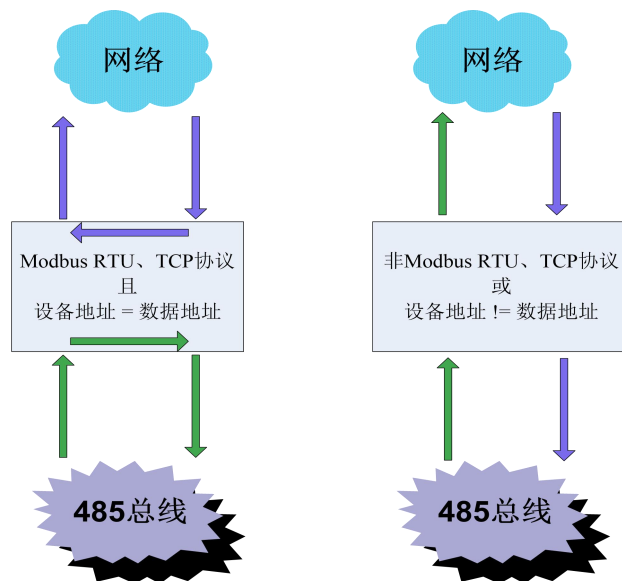 网络
Modbus RTU、TCP协议
且
设备地址 = 数据地址
485总线
网络
非Modbus RTU、TCP协议
或
设备地址 != 数据地址
485总线